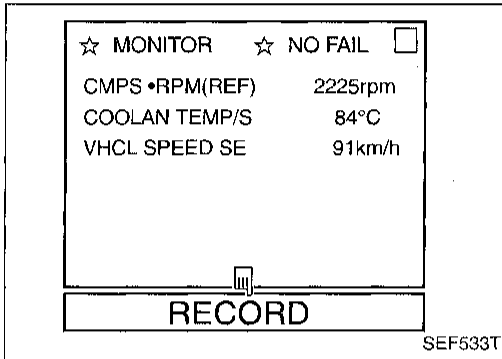 ☆ MONITOR ☆ NO FAIL
CMPS •RPM(REF) 2225rpm
COOLAN TEMP/S 84°C
VHCL SPEED SE 91km/h
RECORD
SEF533T